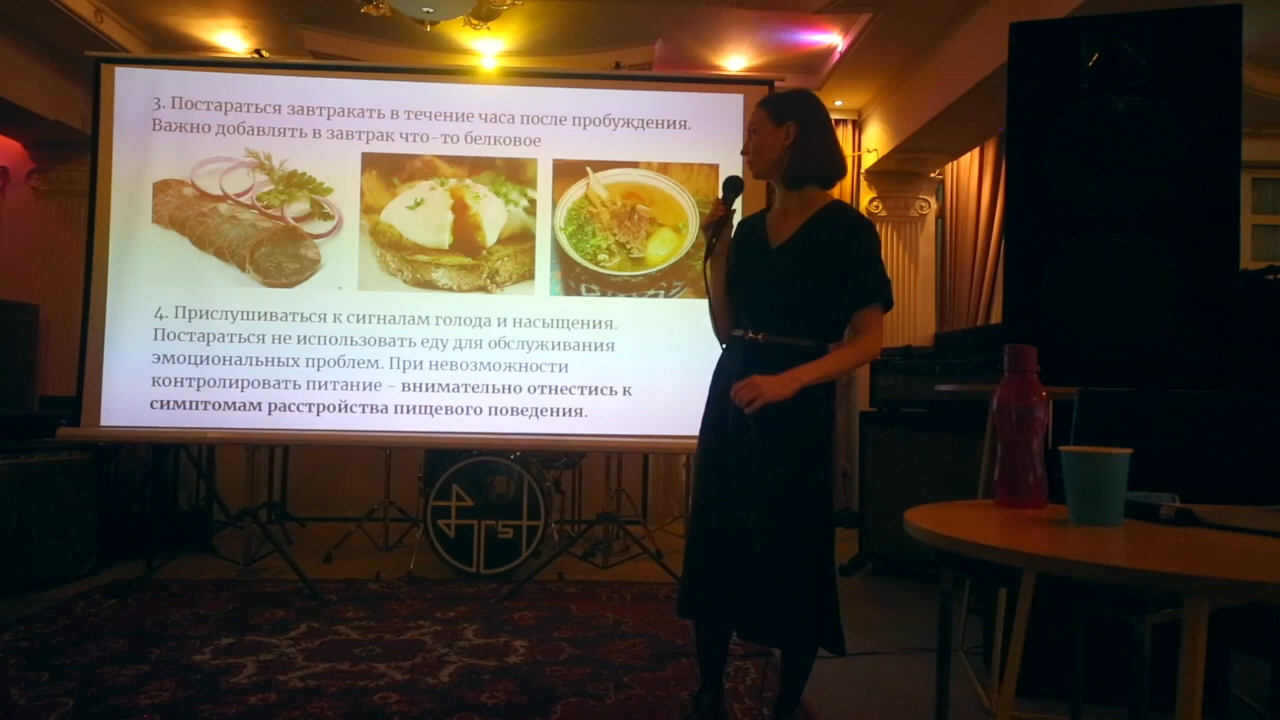 3. Постараться завтракать в течение часа после пробуждения.
Важно добавлять в завтрак что-то белковое
4. Прислушиваться к сигналам голода и насыщения.
Постараться не использовать еду для обслуживания
эмоциональных проблем. При невозможности
контролировать питание - внимательно отнестись к
симптомам расстройства пищевого поведения.